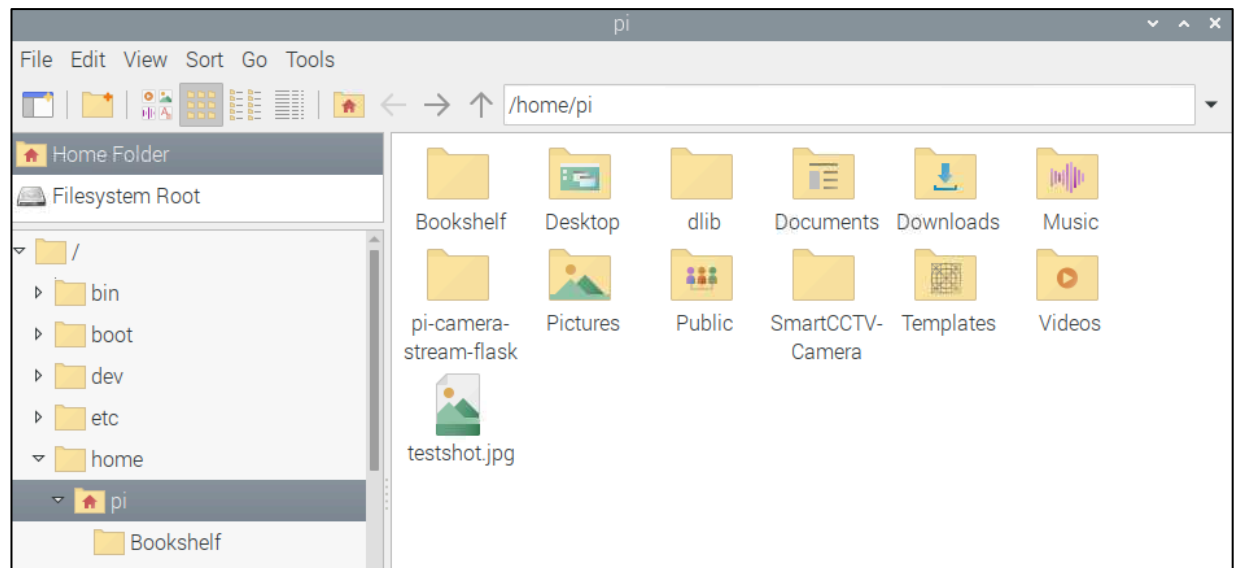 pi
File Edit View Sort Go Tools
/home/pi
Home Folder
Filesystem Root
/
bin
boot
dev
etc
home
pi
Bookshelf
Bookshelf Desktop dlib Documents Downloads Music
pi-camera-stream-flask Pictures Public SmartCCTV-Camera Templates Videos
testshot.jpg